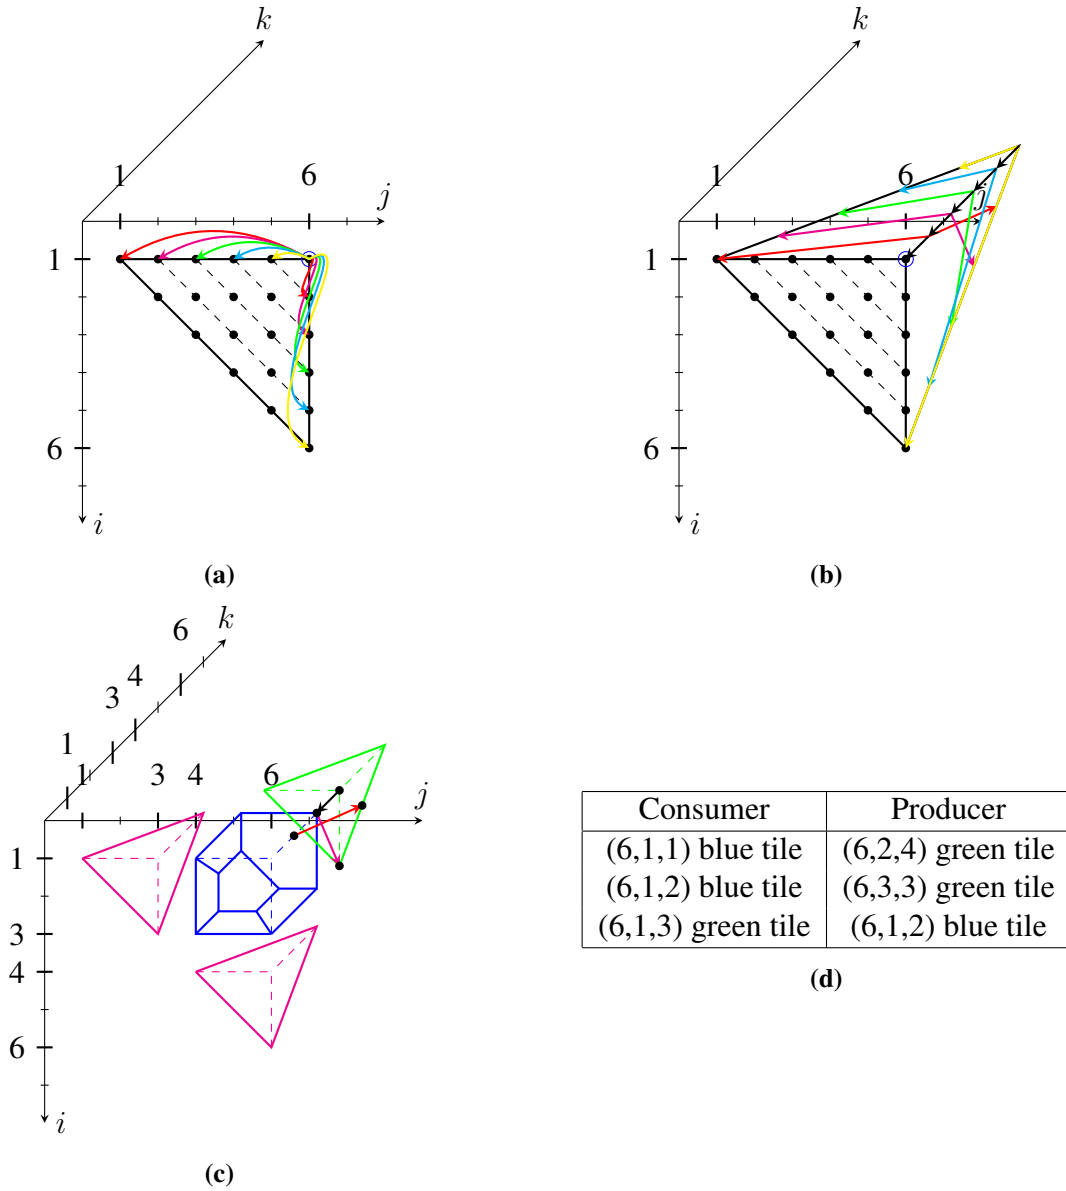 k
1
6
j
1
6
i
(a)
k
1
6
j
1
6
i
(b)
k
6
4
3
1
1
3
4
6
j
1
3
4
6
i
(c)
Consumer Producer
(6,1,1) blue tile (6,2,4) green tile
(6,1,2) blue tile (6,3,3) green tile
(6,1,3) green tile (6,1,2) blue tile
(d)